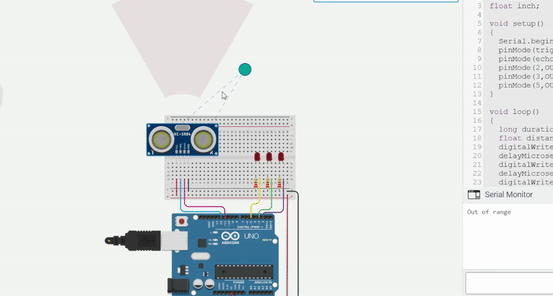 3 float inch;
4
5 void setup()
6 {
7 Serial.begin
8 pinMode(trig
9 pinMode(echo
10 pinMode(2,OU
11 pinMode(3,OU
12 pinMode(5,OU
13 }
14
15 void loop()
16 {
17 long duratio
18 float distan
19 digitalWrite
20 delayMicrose
21 digitalWrite
22 delayMicrose
23 digitalWrite
Serial Monitor
Out of range
UNO